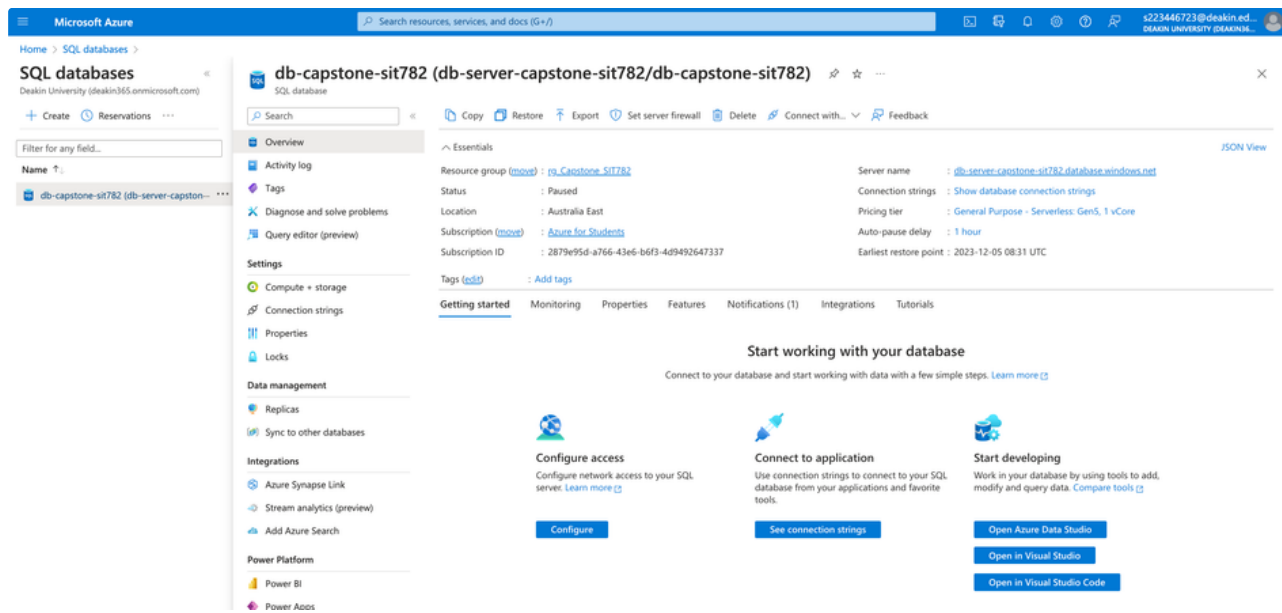 Microsoft Azure
Search resources, services, and docs (G+/)
s223446723@deakin.ed...
DEAKIN UNIVERSITY (DEAKIN36...
Home > SQL databases >
SQL databases
Deakin University (deakin365.onmicrosoft.com)
+ Create Reservations ...
Filter for any field...
Name ↑↓
db-capstone-sit782 (db-server-capston... ...
db-capstone-sit782 (db-server-capstone-sit782/db-capstone-sit782) ...
SQL database
Search
Overview
Activity log
Tags
Diagnose and solve problems
Query editor (preview)
Settings
Compute + storage
Connection strings
Properties
Locks
Data management
Replicas
Sync to other databases
Integrations
Azure Synapse Link
Stream analytics (preview)
Add Azure Search
Power Platform
Power BI
Power Apps
Copy Restore Export Set server firewall Delete Connect with... Feedback
Essentials
JSON View
Resource group (move) : rg_Capstone_SIT782
Status : Paused
Location : Australia East
Subscription (move) : Azure for Students
Subscription ID : 2879e95d-a766-43e6-b6f3-4d9492647337
Server name : db-server-capstone-sit782.database.windows.net
Connection strings : Show database connection strings
Pricing tier : General Purpose - Serverless: Gen5, 1 vCore
Auto-pause delay : 1 hour
Earliest restore point : 2023-12-05 08:31 UTC
Tags (edit) : Add tags
Getting started Monitoring Properties Features Notifications (1) Integrations Tutorials
Start working with your database
Connect to your database and start working with data with a few simple steps. Learn more
Configure access
Configure network access to your SQL
server. Learn more
Configure
Connect to application
Use connection strings to connect to your SQL
database from your applications and favorite
tools.
See connection strings
Start developing
Work in your database by using tools to add,
modify and query data. Compare tools
Open Azure Data Studio
Open in Visual Studio
Open in Visual Studio Code